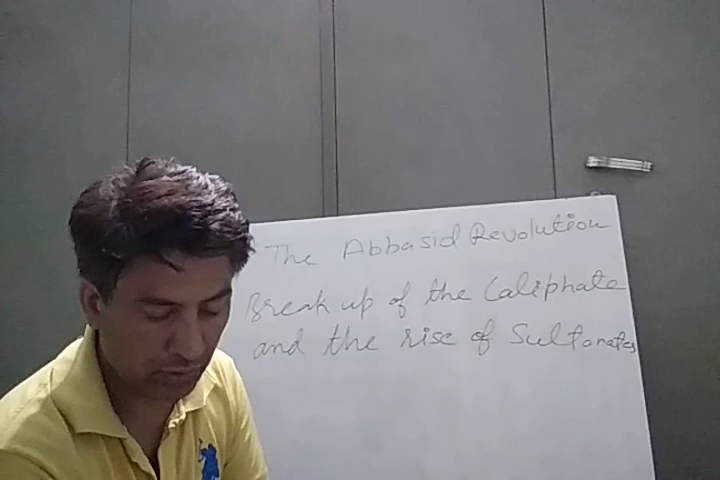 The Abbasid Revolution
Break up of the Caliphate
and the rise of Sultanates